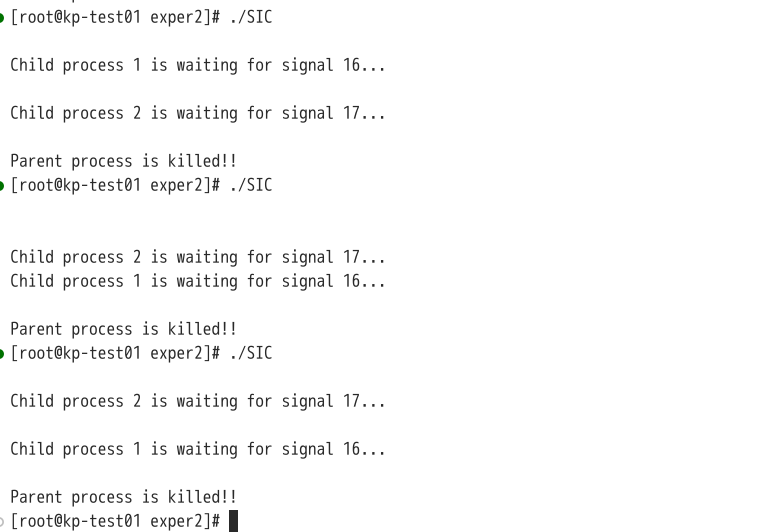 [root@kp-test01 exper2]# ./SIC
Child process 1 is waiting for signal 16...
Child process 2 is waiting for signal 17...
Parent process is killed!!
[root@kp-test01 exper2]# ./SIC
Child process 2 is waiting for signal 17...
Child process 1 is waiting for signal 16...
Parent process is killed!!
[root@kp-test01 exper2]# ./SIC
Child process 2 is waiting for signal 17...
Child process 1 is waiting for signal 16...
Parent process is killed!!
[root@kp-test01 exper2]#